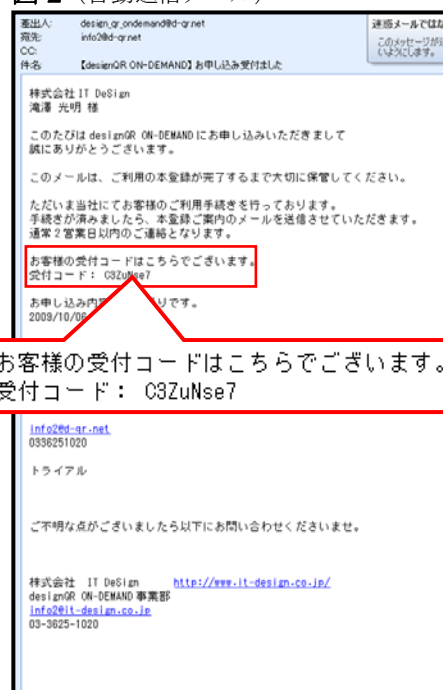 図2（自動送信メール）
差出人: design_qr_ondemand@d-qr.net
宛先: info2@d-qr.net
CC:
件名: 【designQR ON-DEMAND】お申し込み受付ました
迷惑メールではな
このメッセージが迷
いようにします。
株式会社 IT DeSign
滝澤 光明 様
このたびは designQR ON-DEMAND にお申し込みいただきまして
誠にありがとうございます。
このメールは、ご利用の本登録が完了するまで大切に保管してください。
ただいま当社にてお客様のご利用手続きを行っております。
手続きが済みましたら、本登録ご案内のメールを送信させていただきます。
通常２営業日以内のご連絡となります。
お客様の受付コードはこちらでございます。
受付コード： C3ZuNse7
お申し込み内 りです。
2009/10/06
お客様の受付コードはこちらでございます。
受付コード： C3ZuNse7
info2@d-qr.net
0336251020
トライアル
ご不明な点がございましたら以下にお問い合わせくださいませ。
株式会社 IT DeSign http://www.it-design.co.jp/
designQR ON-DEMAND 事業部
info2@it-design.co.jp
03-3625-1020